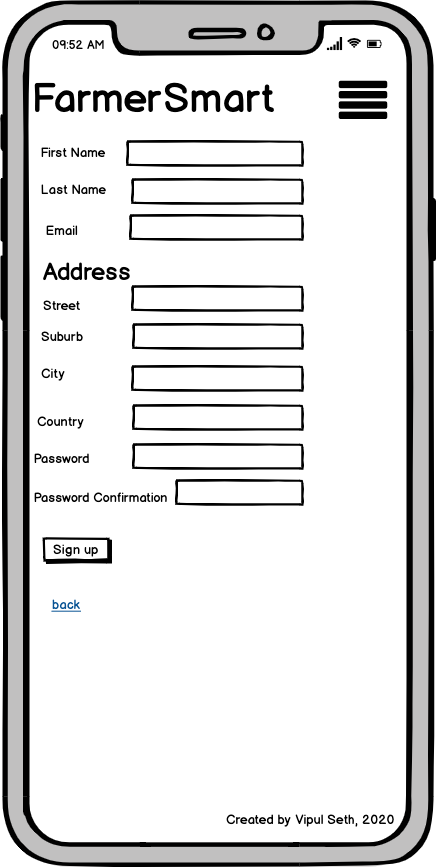 09:52 AM
FarmerSmart
First Name
Last Name
Email
Address
Street
Suburb
City
Country
Password
Password Confirmation
Sign up
back
Created by Vipul Seth, 2020